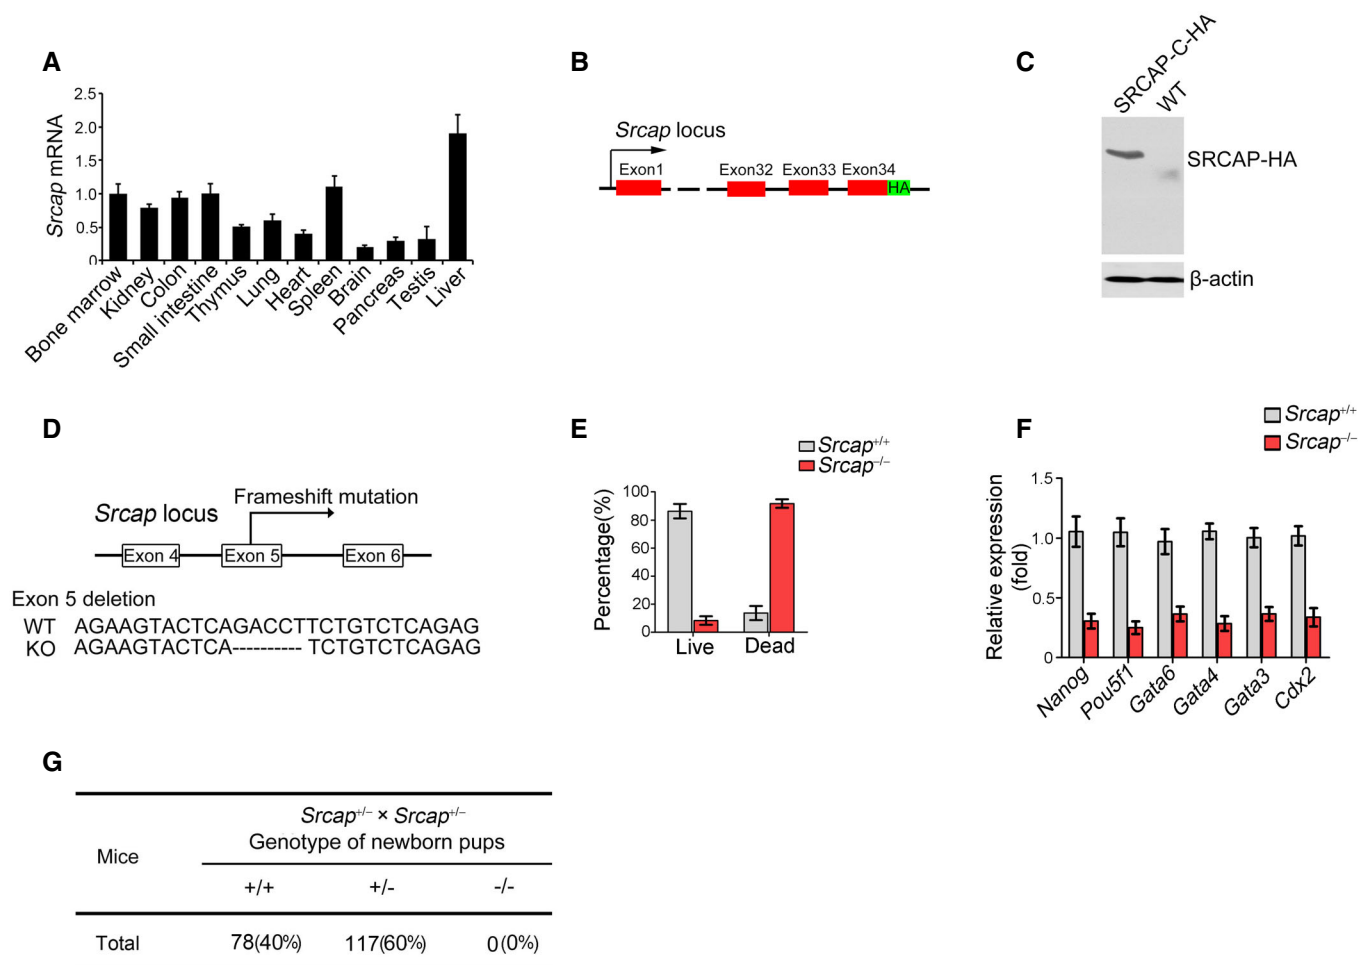 A
Srcap mRNA
2.5
2.0
1.5
1.0
0.5
0
Bone marrow
Kidney
Colon
Small intestine
Thymus
Lung
Heart
Spleen
Brain
Pancreas
Testis
Liver
B
Srcap locus
Exon1
Exon32
Exon33
Exon34
HA
C
SRCAP-C-HA
WT
SRCAP-HA
β-actin
D
Srcap locus
Frameshift mutation
Exon 4
Exon 5
Exon 6
Exon 5 deletion
WT AGAAGTACTCAGACCTTCTGTCTCAGAG
KO AGAAGTACTCA---------- TCTGTCTCAGAG
E
Srcap+/+
Srcap−/−
Percentage(%)
100
80
60
40
20
0
Live
Dead
F
Srcap+/+
Srcap−/−
Relative expression
(fold)
1.5
1.0
0.5
0
Nanog
Pou5f1
Gata6
Gata4
Gata3
Cdx2
G
Mice
Srcap+/− × Srcap+/−
Genotype of newborn pups
+/+ +/- -/-
Total 78(40%) 117(60%) 0(0%)